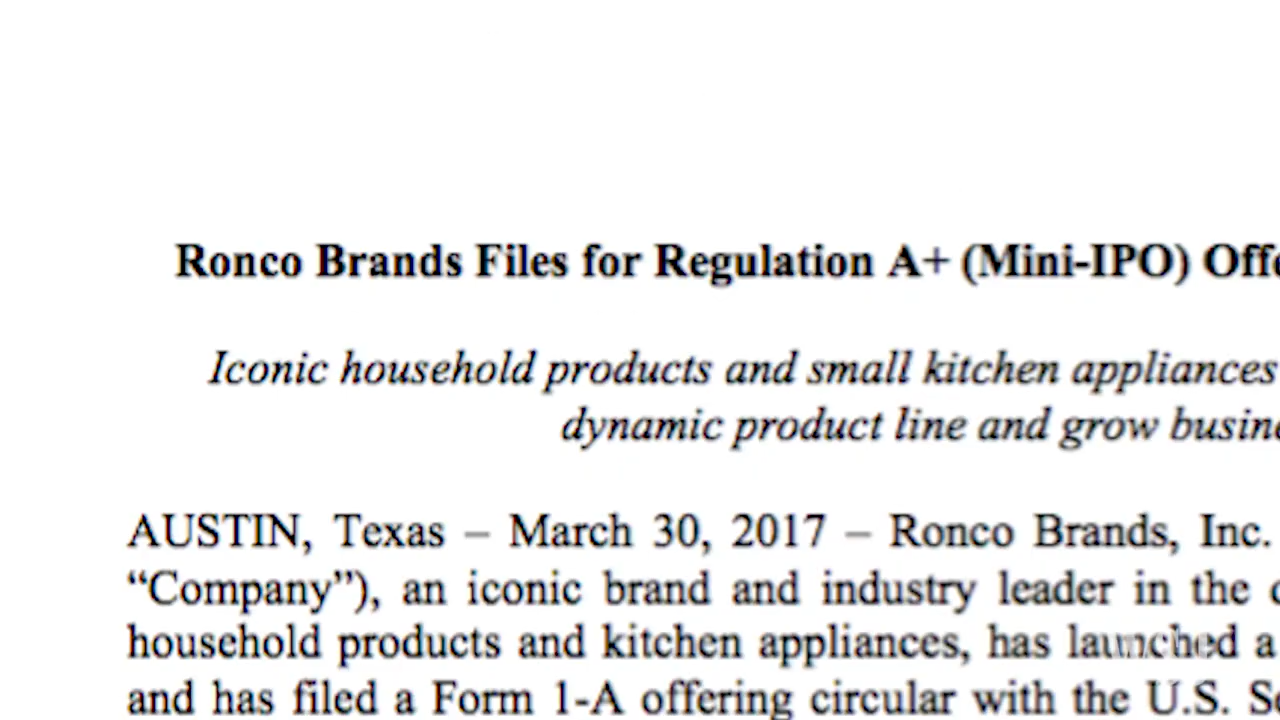 Ronco Brands Files for Regulation A+ (Mini-IPO) Offe
Iconic household products and small kitchen appliances
dynamic product line and grow busine
AUSTIN, Texas – March 30, 2017 – Ronco Brands, Inc.
“Company”), an iconic brand and industry leader in the c
household products and kitchen appliances, has launched a
and has filed a Form 1-A offering circular with the U.S. Se